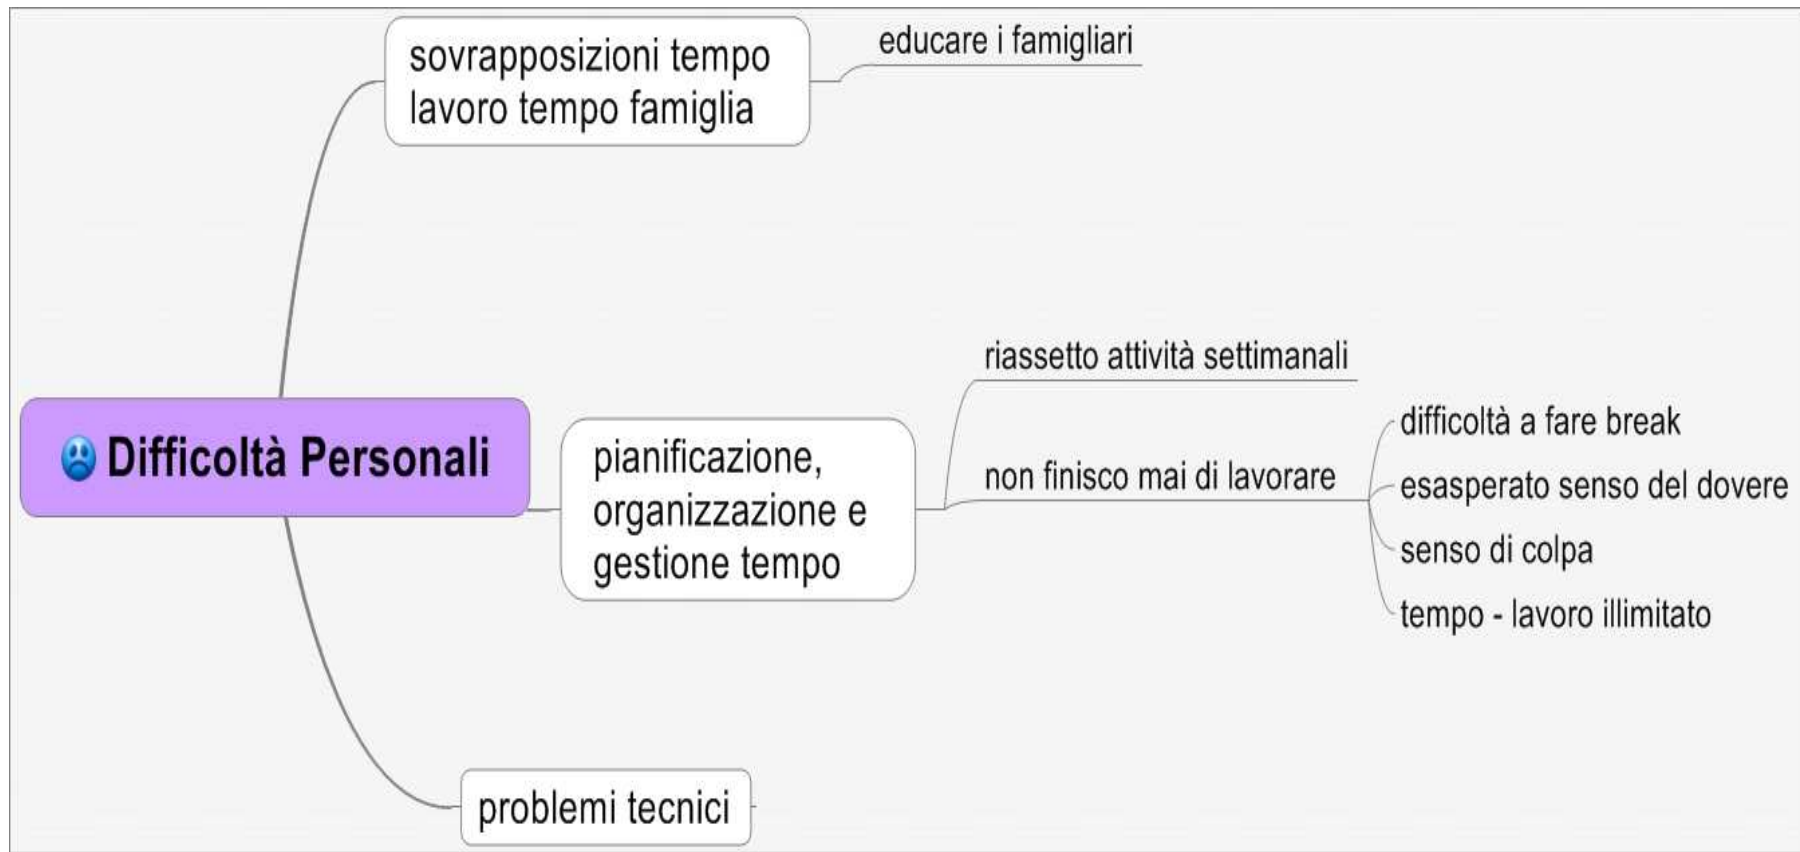 sovrapposizioni tempo
lavoro tempo famiglia
educare i famigliari
Difficoltà Personali
pianificazione,
organizzazione e
gestione tempo
riassetto attività settimanali
non finisco mai di lavorare
difficoltà a fare break
esasperato senso del dovere
senso di colpa
tempo - lavoro illimitato
problemi tecnici